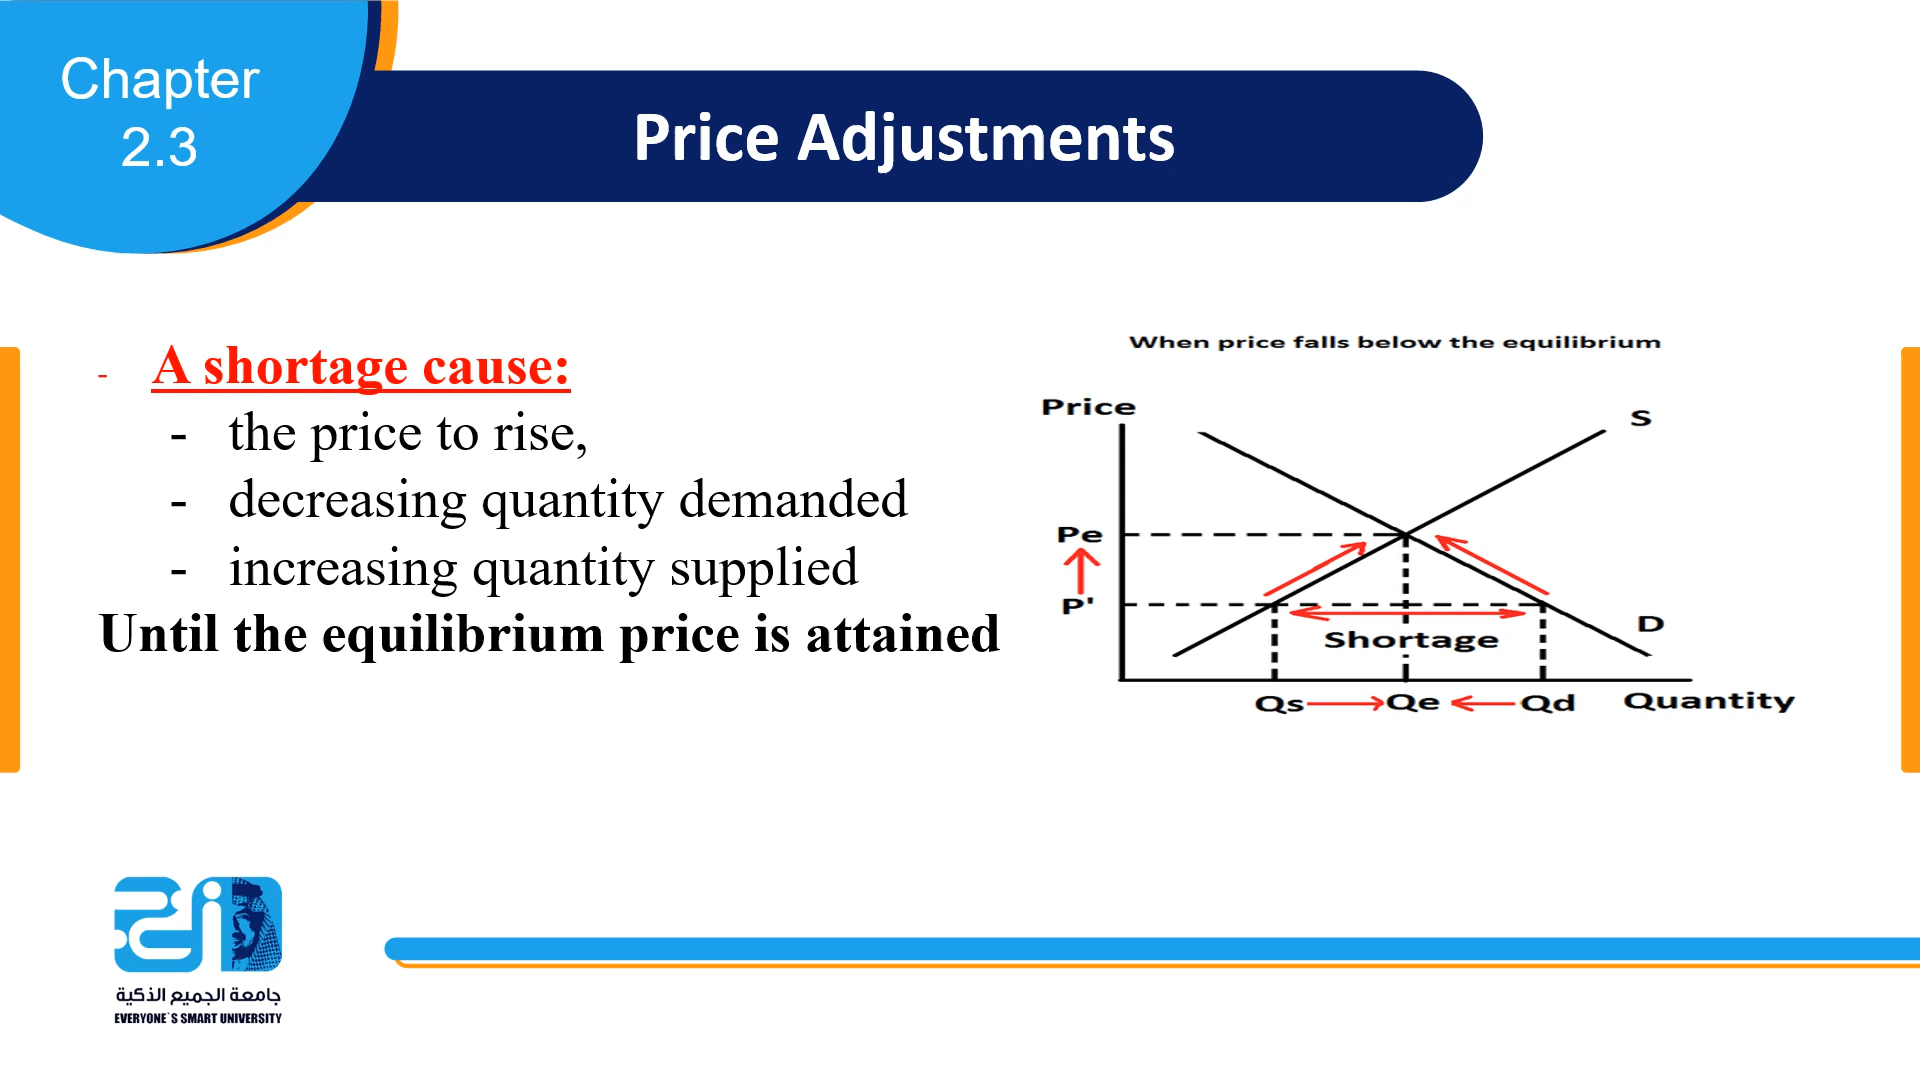 Chapter
2.3
Price Adjustments
- A shortage cause:
- the price to rise,
- decreasing quantity demanded
- increasing quantity supplied
Until the equilibrium price is attained
When price falls below the equilibrium
Price
S
Pe
P'
Shortage
D
Qs
Qe
Qd
Quantity
جامعة الجميع الذكية
EVERYONE`S SMART UNIVERSITY